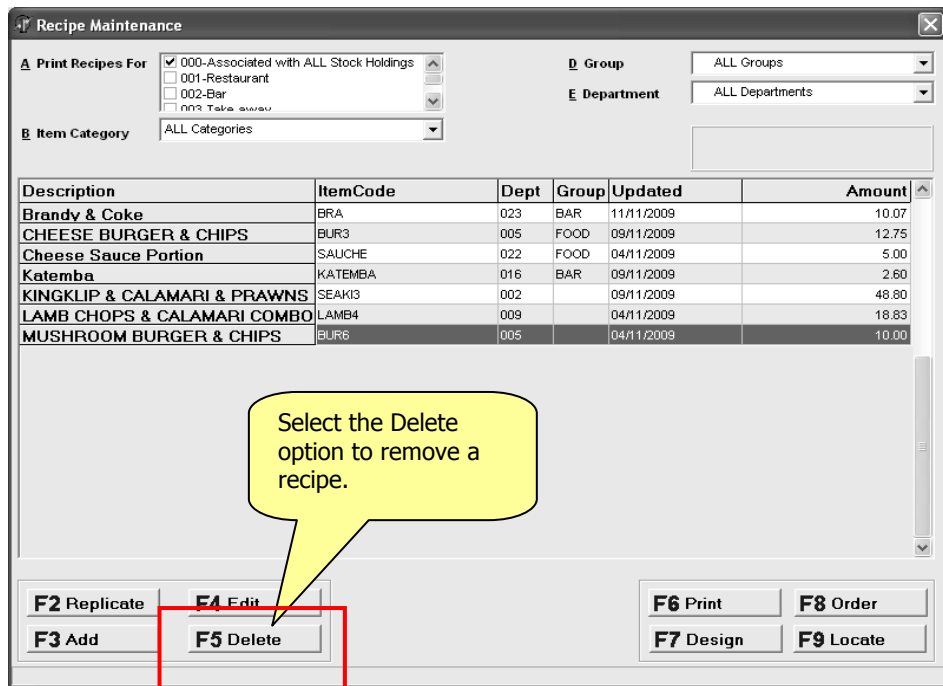 Recipe Maintenance
A Print Recipes For
000-Associated with ALL Stock Holdings
001-Restaurant
002-Bar
003 Take away
B Item Category ALL Categories
D Group ALL Groups
E Department ALL Departments
Description ItemCode Dept Group Updated Amount
Brandy & Coke BRA 023 BAR 11/11/2009 10.07
CHEESE BURGER & CHIPS BUR3 005 FOOD 09/11/2009 12.75
Cheese Sauce Portion SAUCHE 022 FOOD 04/11/2009 5.00
Katemba KATEMBA 016 BAR 09/11/2009 2.60
KINGKLIP & CALAMARI & PRAWNS SEAKI3 002 09/11/2009 48.80
LAMB CHOPS & CALAMARI COMBO LAMB4 009 04/11/2009 18.83
MUSHROOM BURGER & CHIPS BUR6 005 04/11/2009 10.00
Select the Delete
option to remove a
recipe.
F2 Replicate F4 Edit F6 Print F8 Order
F3 Add F5 Delete F7 Design F9 Locate